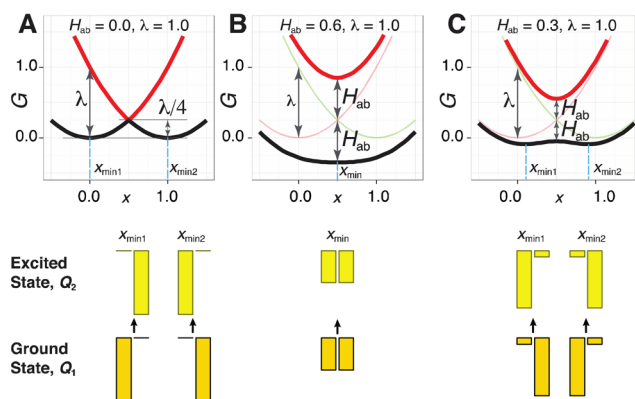 A
H_ab = 0.0, λ = 1.0
G
1.0
0.0
λ
λ/4
x_min1
x_min2
0.0
x
1.0
B
H_ab = 0.6, λ = 1.0
1.0
0.0
λ
H_ab
H_ab
x_min
0.0
x
1.0
C
H_ab = 0.3, λ = 1.0
G
1.0
0.0
λ
H_ab
H_ab
x_min1
x_min2
0.0
x
1.0
x_min1
x_min2
x_min
x_min1
x_min2
Excited
State, Q_2
Ground
State, Q_1